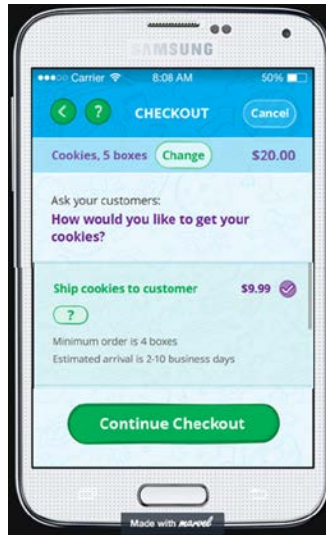 SAMSUNG
Carrier 8:08 AM 50%
? CHECKOUT Cancel
Cookies, 5 boxes Change $20.00
Ask your customers:
How would you like to get your
cookies?
Ship cookies to customer $9.99
?
Minimum order is 4 boxes
Estimated arrival is 2-10 business days
Continue Checkout
Made with marvel